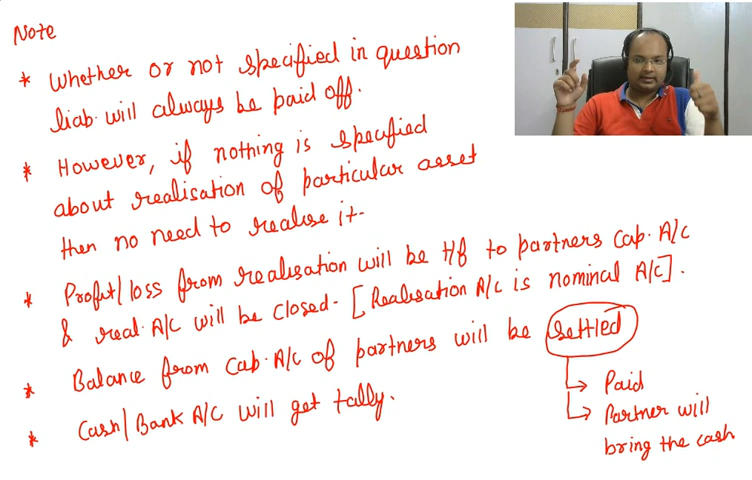 Note
* Whether or not specified in question
liab. will always be paid off.
* However, if nothing is specified
about realisation of particular asset
then no need to realise it.
* Profit/loss from realisation will be t/f to partners cap. A/C
& real. A/C will be closed. [Realisation A/C is nominal A/C].
* Balance from cap. A/C of partners will be settled
→ Paid
→ Partner will
bring the cash
* Cash/Bank A/C will get tally.